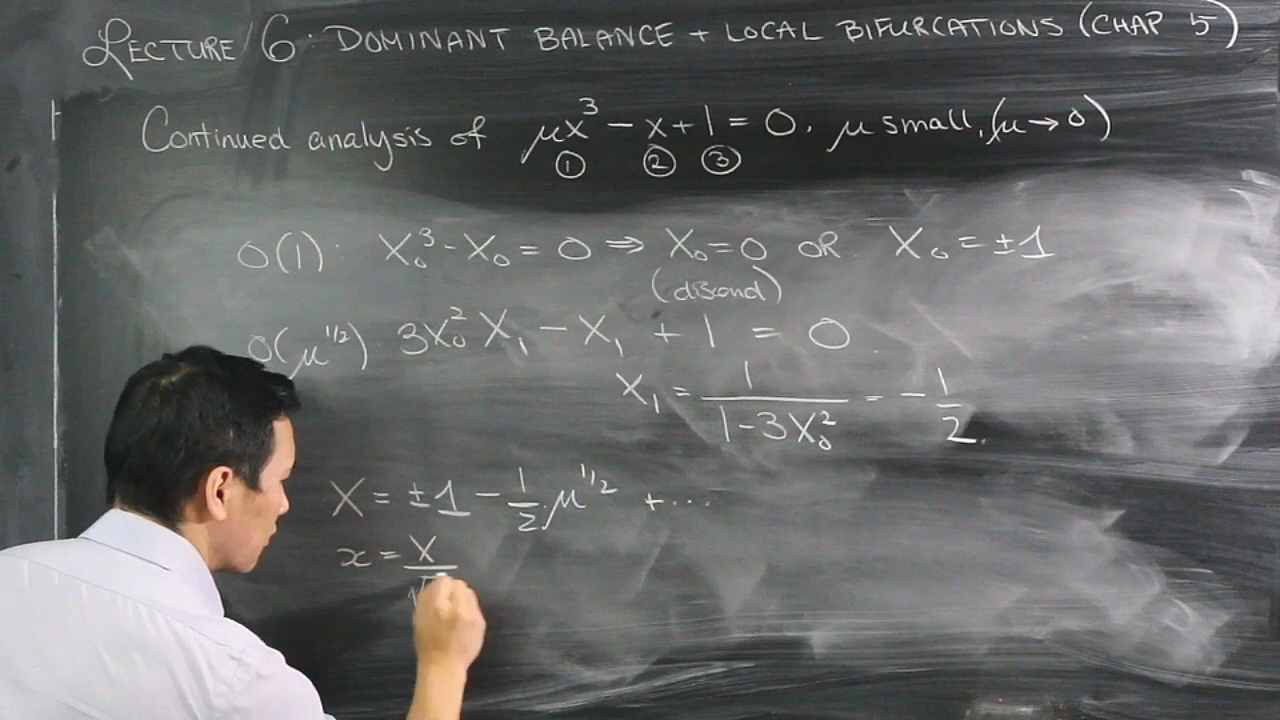 LECTURE 6: DOMINANT BALANCE + LOCAL BIFURCATIONS (CHAP 5)
Continued analysis of μx³ - x + 1 = 0. μ small, (μ → 0)
① ② ③
O(1): X₀³ - X₀ = 0 ⇒ X₀ = 0 OR X₀ = ±1
(discard)
O(μ^1/2) 3X₀²X₁ - X₁ + 1 = 0
X₁ = 1/(1-3X₀²) = -1/2.
X = ±1 - 1/2 μ^1/2 + ...
x = X/√